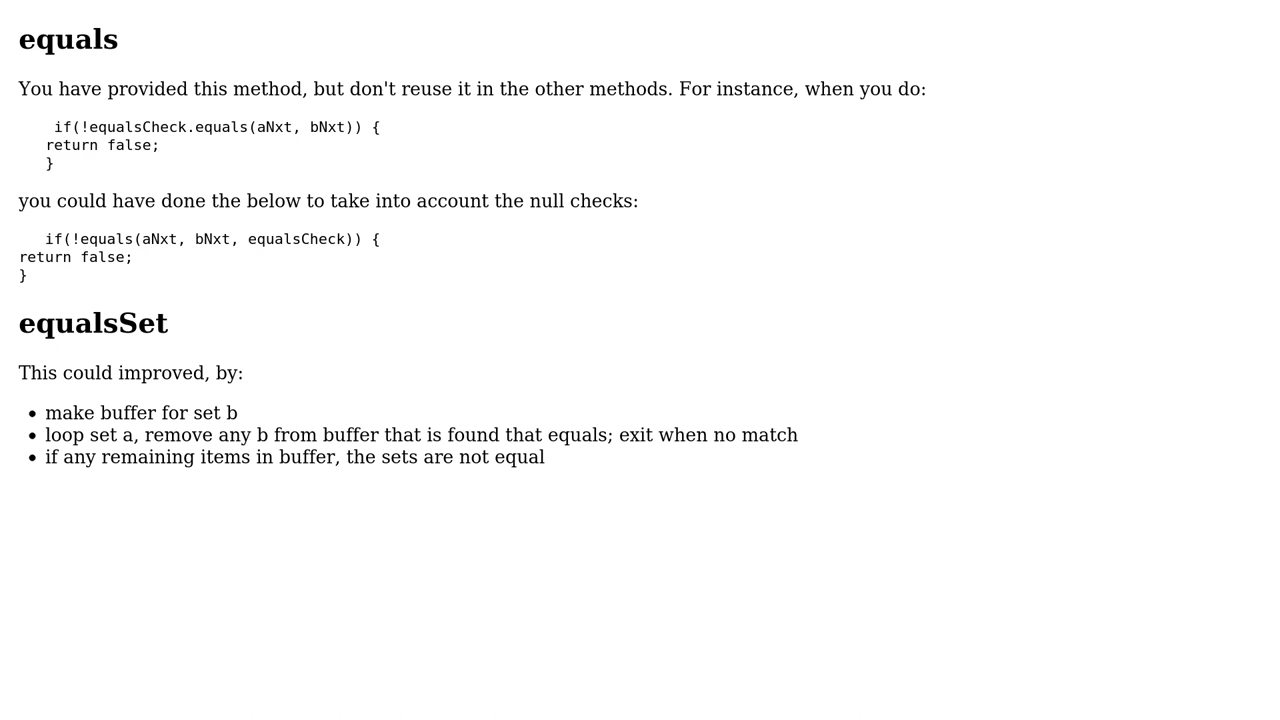 equals
You have provided this method, but don't reuse it in the other methods. For instance, when you do:
if(!equalsCheck.equals(aNxt, bNxt)) {
return false;
}
you could have done the below to take into account the null checks:
if(!equals(aNxt, bNxt, equalsCheck)) {
return false;
}
equalsSet
This could improved, by:
• make buffer for set b
• loop set a, remove any b from buffer that is found that equals; exit when no match
• if any remaining items in buffer, the sets are not equal